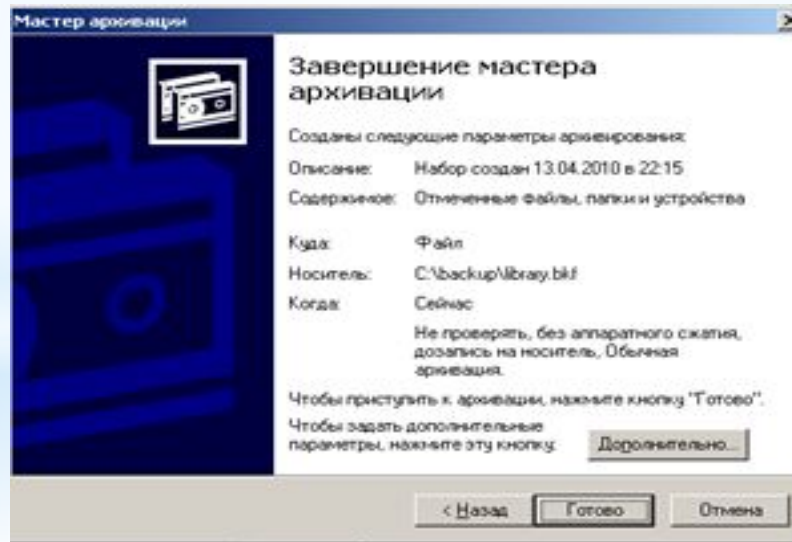 Мастер архивации
Завершение мастера
архивации
Созданы следующие параметры архивирования:
Описание: Набор создан 13.04.2010 в 22:15
Содержимое: Отмеченные файлы, папки и устройства
Куда: Файл
Носитель: C:\backup\library.bkf
Когда: Сейчас
Не проверять, без аппаратного сжатия,
дозапись на носитель, Обычная
архивация.
Чтобы приступить к архивации, нажмите кнопку "Готово".
Чтобы задать дополнительные
параметры, нажмите эту кнопку: Дополнительно...
< Назад Готово Отмена